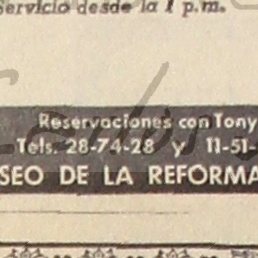 Servicio desde la 1 p.m.
Reservaciones con Tony
Tels. 28-74-28 y 11-51-
SEO DE LA REFORMA